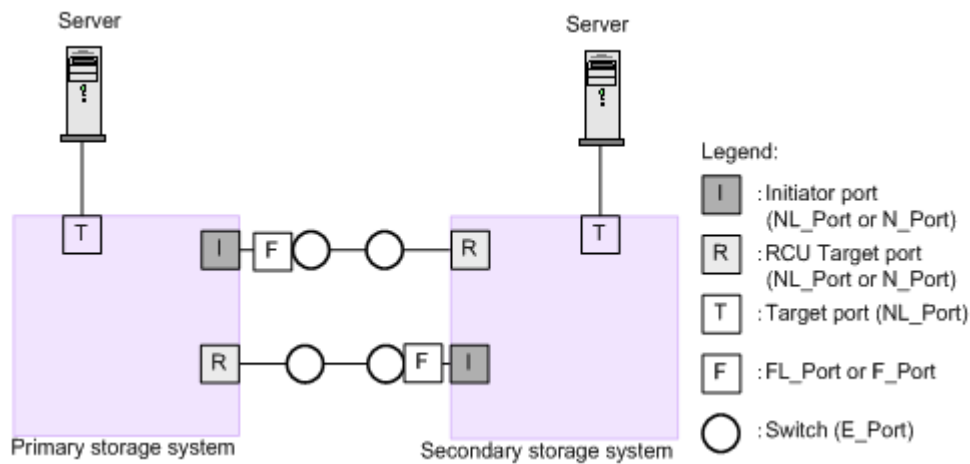 Server
Server
Legend:
I
:Initiator port
(NL_Port or N_Port)
T
T
I
F
R
R
:RCU Target port
(NL_Port or N_Port)
T
:Target port (NL_Port)
R
F
I
F
:FL_Port or F_Port
:Switch (E_Port)
Primary storage system
Secondary storage system